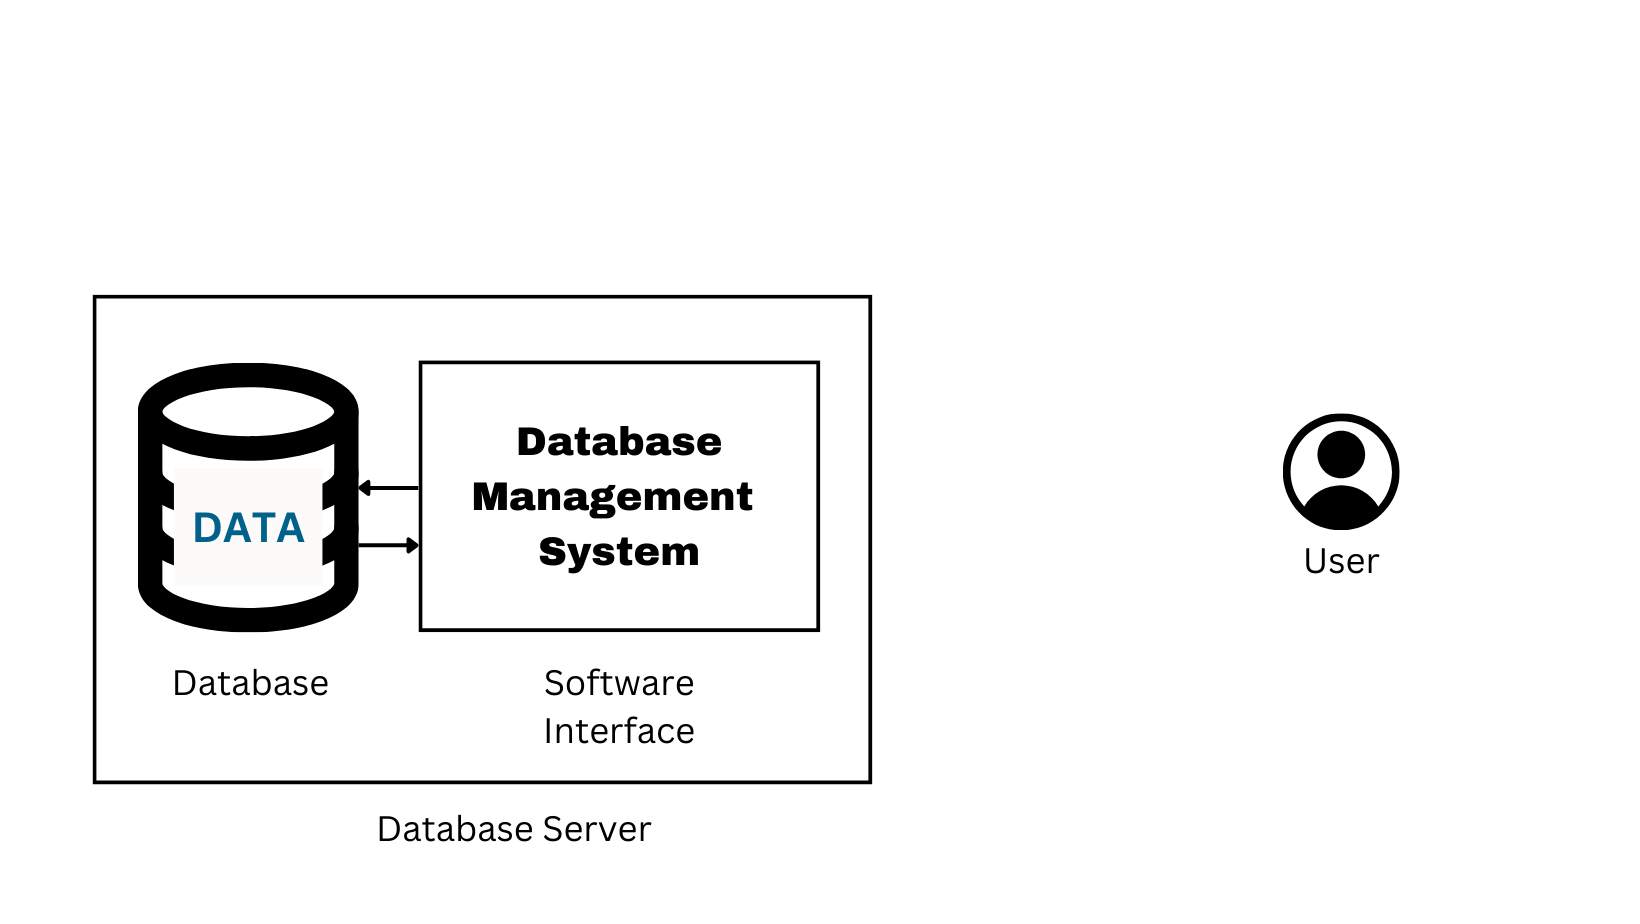 DATA
Database
Management
System
User
Database
Software
Interface
Database Server